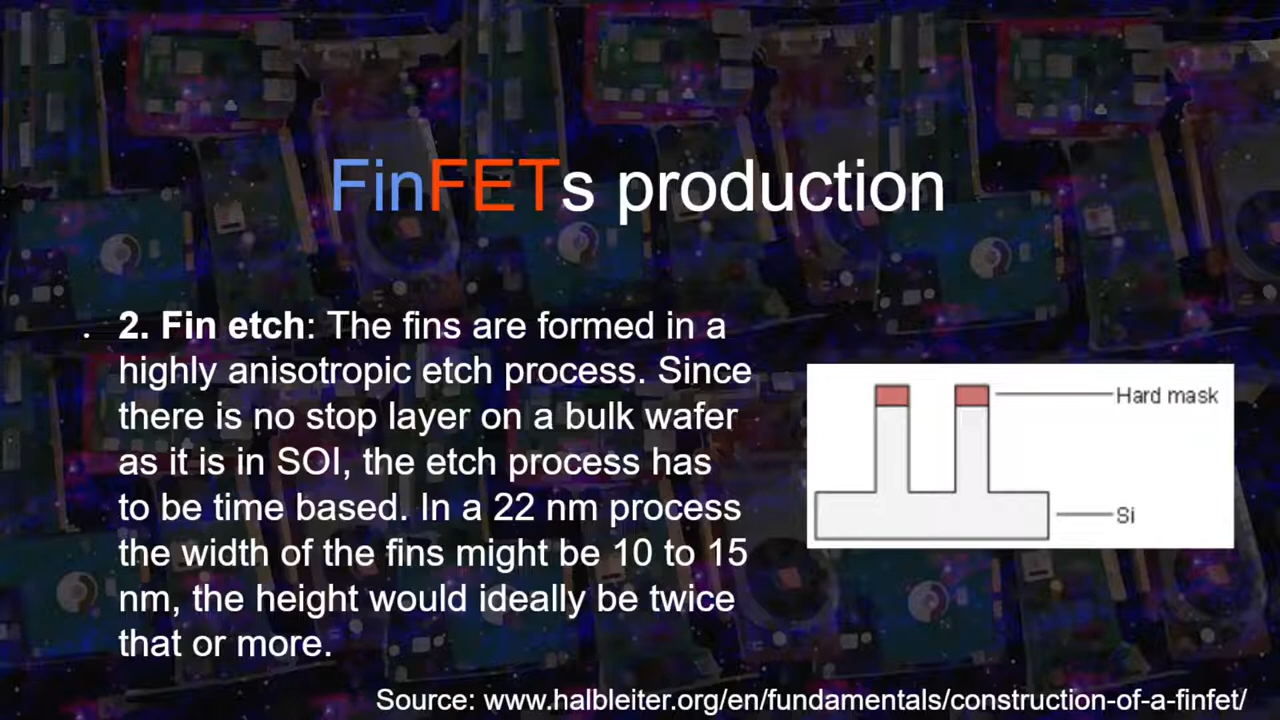 FinFETs production
. 2. Fin etch: The fins are formed in a
highly anisotropic etch process. Since
there is no stop layer on a bulk wafer
as it is in SOI, the etch process has
to be time based. In a 22 nm process
the width of the fins might be 10 to 15
nm, the height would ideally be twice
that or more.
Hard mask
Si
Source: www.halbleiter.org/en/fundamentals/construction-of-a-finfet/